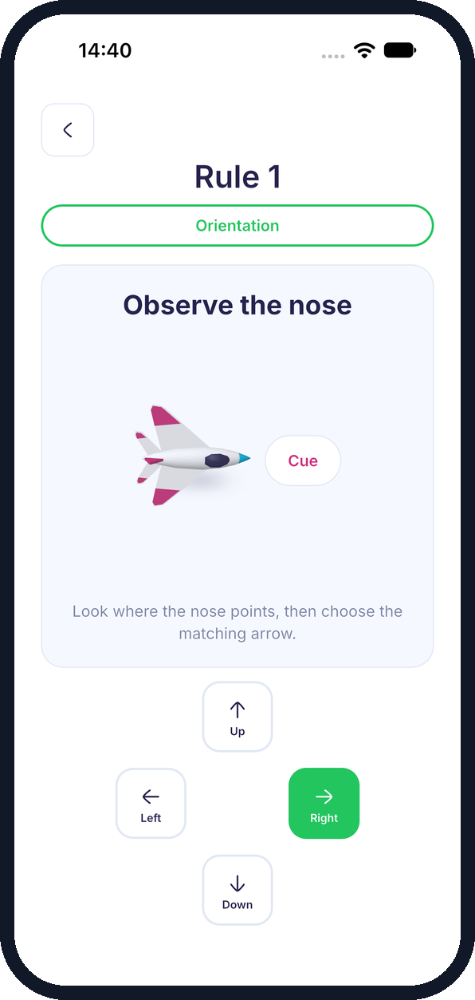 14:40
Rule 1
Orientation
Observe the nose
Cue
Look where the nose points, then choose the
matching arrow.
Up
Left
Right
Down